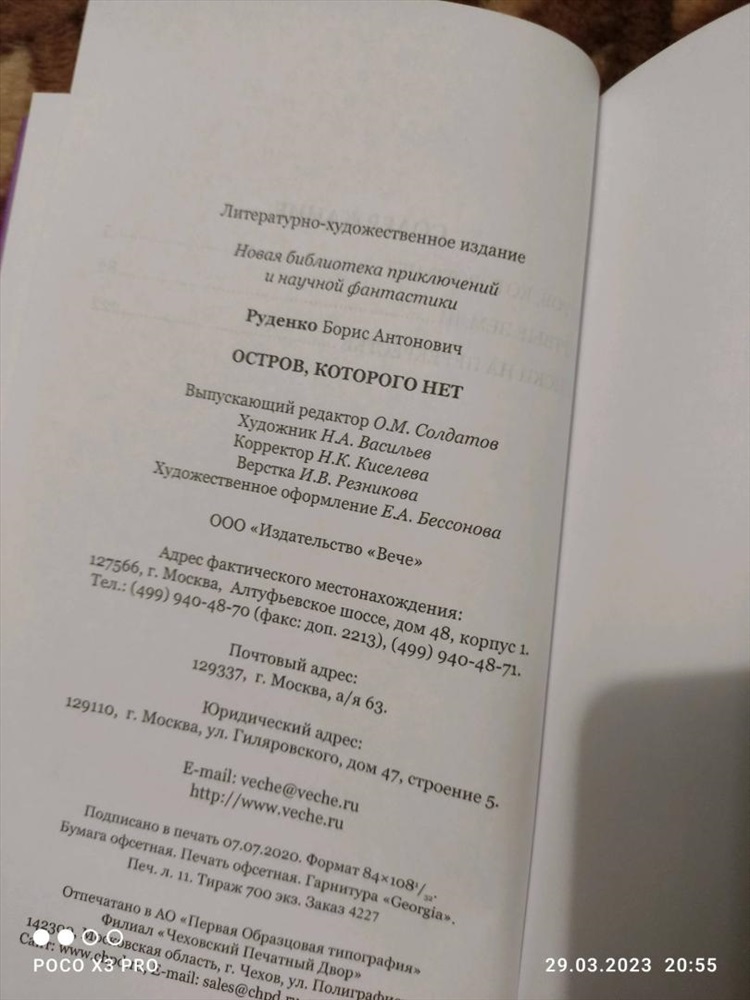 Литературно-художественное издание
Новая библиотека приключений
и научной фантастики
Руденко Борис Антонович
ОСТРОВ, КОТОРОГО НЕТ
Выпускающий редактор О.М. Солдатов
Художник Н.А. Васильев
Корректор Н.К. Киселева
Верстка И.В. Резникова
Художественное оформление Е.А. Бессонова
ООО «Издательство «Вече»
Адрес фактического местонахождения:
127566, г. Москва, Алтуфьевское шоссе, дом 48, корпус 1.
Тел.: (499) 940-48-70 (факс: доп. 2213), (499) 940-48-71.
Почтовый адрес:
129337, г. Москва, а/я 63.
Юридический адрес:
129110, г. Москва, ул. Гиляровского, дом 47, строение 5.
E-mail: veche@veche.ru
http://www.veche.ru
Подписано в печать 07.07.2020. Формат 84×108 1/32.
Бумага офсетная. Печать офсетная. Гарнитура «Georgia».
Печ. л. 11. Тираж 700 экз. Заказ 4227
Отпечатано в АО «Первая Образцовая типография»
Филиал «Чеховский Печатный Двор»
Московская область, г. Чехов, ул.
Сайт: E-mail:
POCO X3 PRO
29.03.2023 20:55